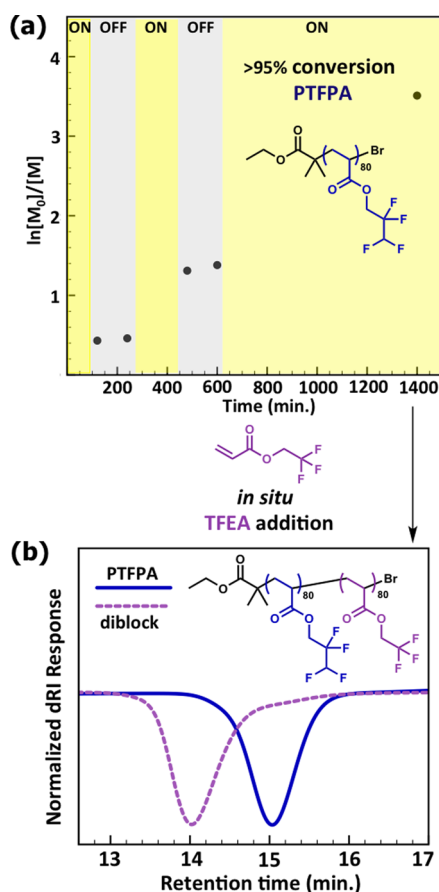 (a)
ON OFF ON OFF ON
>95% conversion
PTFPA
O
O
80
Br
O
O
F
F
F
F
ln[M₀]/[M]
4
3
2
1
200 400 600 800 1000 1200 1400
Time (min.)
O
O
F
F
F
in situ
TFEA addition
(b)
PTFPA
diblock
O
O
80
80
Br
O
O
O
O
F
F
F
F
F
F
F
Normalized dRI Response
13 14 15 16 17
Retention time (min.)